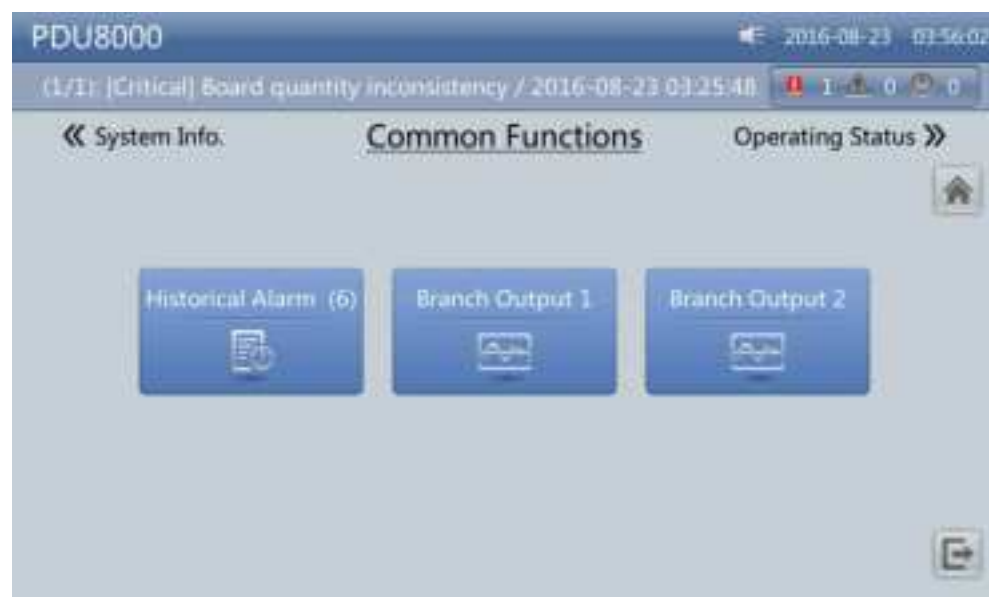 PDU8000 2016-08-23 03:56:02
(1/1): [Critical] Board quantity inconsistency / 2016-08-23 03:25:48 1 0 0
« System Info. Common Functions Operating Status »
Historical Alarm (6) Branch Output 1 Branch Output 2